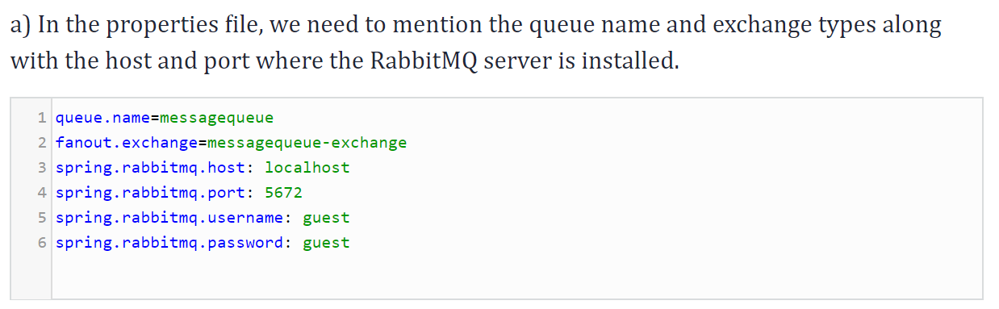 a) In the properties file, we need to mention the queue name and exchange types along
with the host and port where the RabbitMQ server is installed.
1 queue.name=messagequeue
2 fanout.exchange=messagequeue-exchange
3 spring.rabbitmq.host: localhost
4 spring.rabbitmq.port: 5672
5 spring.rabbitmq.username: guest
6 spring.rabbitmq.password: guest